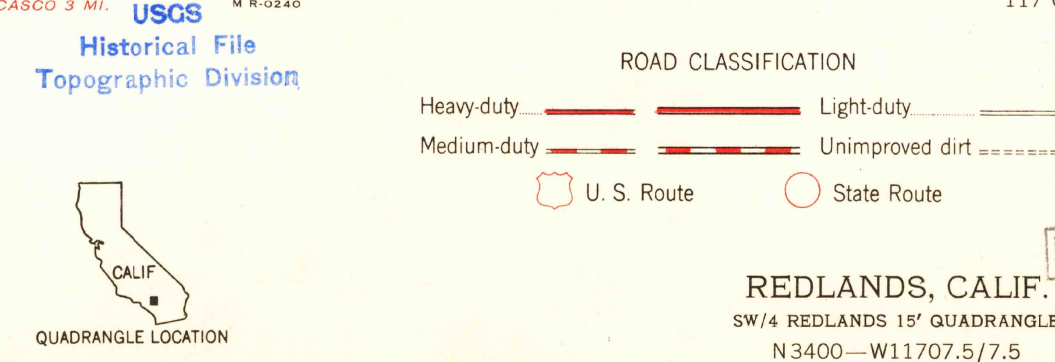 CASCO 3 MI.
M R-0240
117
USGS
Historical File
Topographic Division
ROAD CLASSIFICATION
Heavy-duty
Light-duty
Medium-duty
Unimproved dirt
U. S. Route
State Route
CALIF
QUADRANGLE LOCATION
REDLANDS, CALIF.
SW/4 REDLANDS 15' QUADRANGLE
N3400—W11707.5/7.5